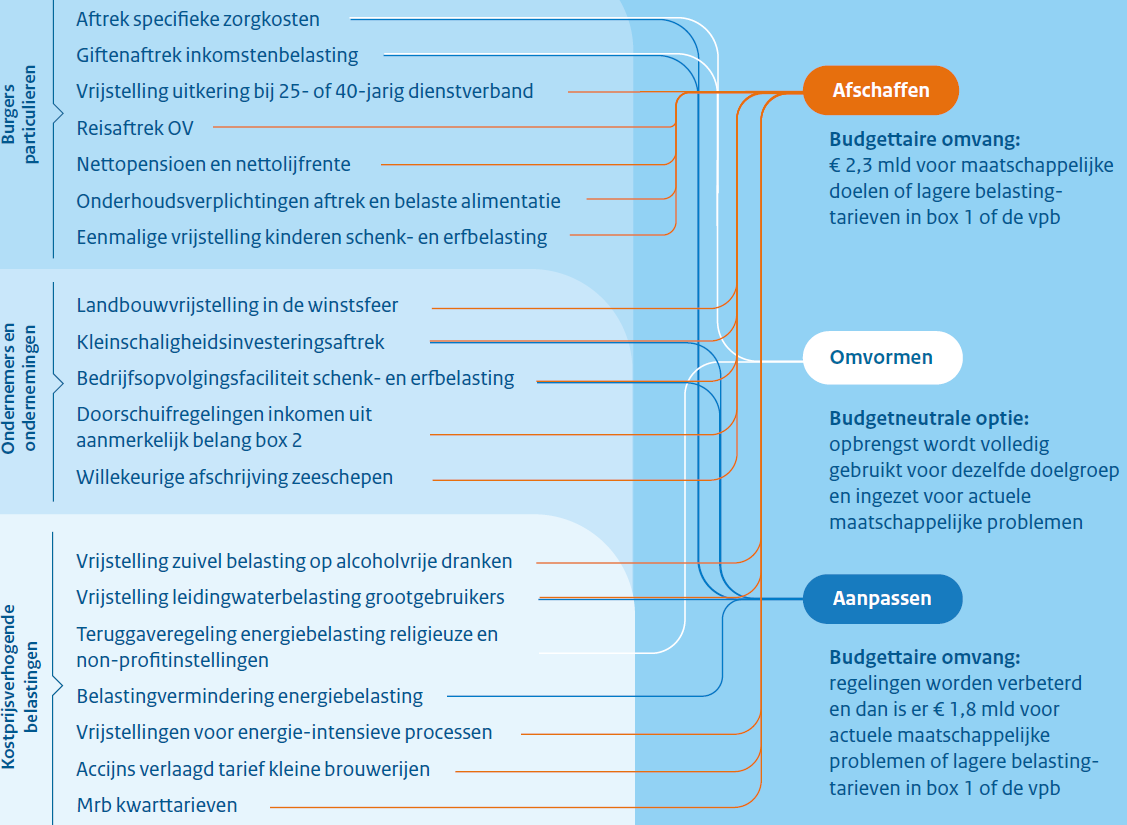 Burgers
particulieren
Aftrek specifieke zorgkosten
Giftenaftrek inkomstenbelasting
Vrijstelling uitkering bij 25- of 40-jarig dienstverband
Reisaftrek OV
Nettopensioen en nettolijfrente
Onderhoudsverplichtingen aftrek en belaste alimentatie
Eenmalige vrijstelling kinderen schenk- en erfbelasting
Ondernemers en
ondernemingen
Landbouwvrijstelling in de winstsfeer
Kleinschaligheidsinvesteringsaftrek
Bedrijfsopvolgingsfaciliteit schenk- en erfbelasting
Doorschuifregelingen inkomen uit
aanmerkelijk belang box 2
Willekeurige afschrijving zeeschepen
Kostprijsverhogende
belastingen
Vrijstelling zuivel belasting op alcoholvrije dranken
Vrijstelling leidingwaterbelasting grootgebruikers
Teruggaveregeling energiebelasting religieuze en
non-profitinstellingen
Belastingvermindering energiebelasting
Vrijstellingen voor energie-intensieve processen
Accijns verlaagd tarief kleine brouwerijen
Mrb kwarttarieven
Afschaffen
Budgettaire omvang:
€ 2,3 mld voor maatschappelijke
doelen of lagere belasting-
tarieven in box 1 of de vpb
Omvormen
Budgetneutrale optie:
opbrengst wordt volledig
gebruikt voor dezelfde doelgroep
en ingezet voor actuele
maatschappelijke problemen
Aanpassen
Budgettaire omvang:
regelingen worden verbeterd
en dan is er € 1,8 mld voor
actuele maatschappelijke
problemen of lagere belasting-
tarieven in box 1 of de vpb